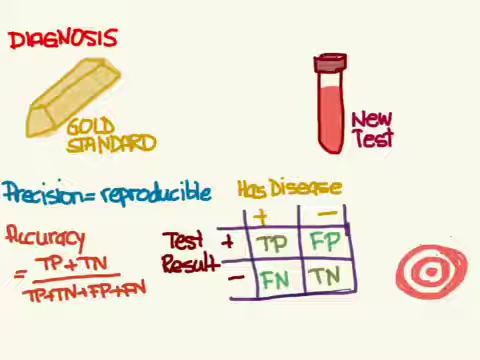 DIAGNOSIS
GOLD
STANDARD
New
Test
Precision = reproducible
Has Disease
+ −
Accuracy
= TP + TN
TP+TN+FP+FN
Test
Result
+ TP FP
− FN TN